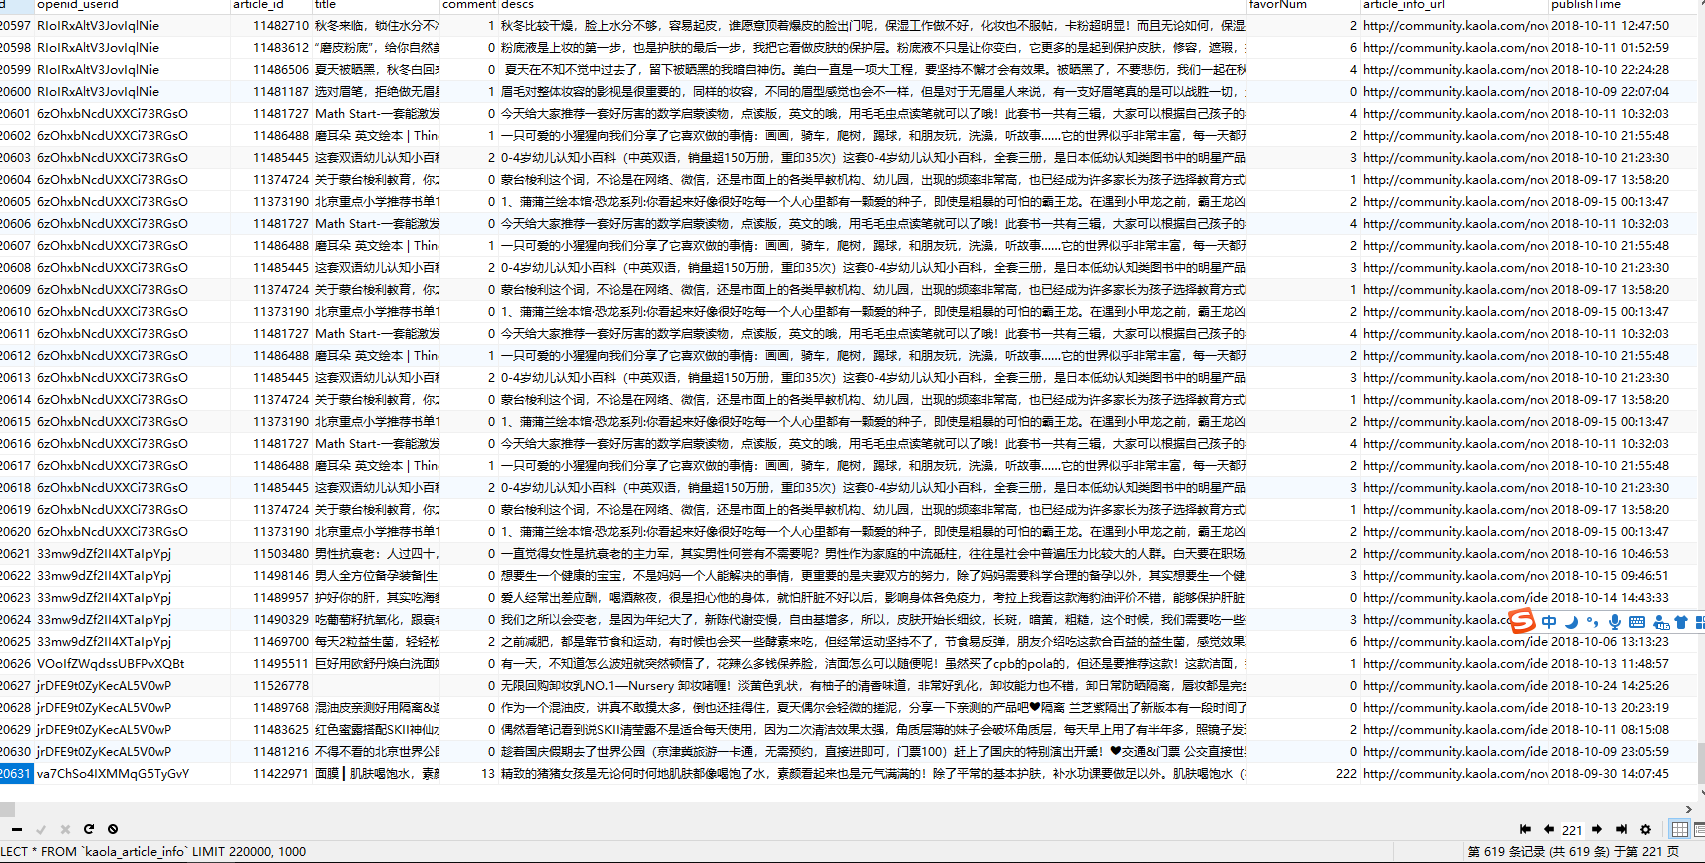 d openid_userid article_id title comment descs favorNum article_info_url publishTime
20597 RIoIRxAltV3JovIqlNie 11482710 秋冬来临，锁住水分不 1 秋冬比较干燥，脸上水分不够，容易起皮，谁愿意顶着爆皮的脸出门呢，保湿工作做不好，化妆也不服帖，卡粉超明显！而且无论如何，保湿 2 http://community.kaola.com/nov 2018-10-11 12:47:50
20598 RIoIRxAltV3JovIqlNie 11483612 “磨皮粉底”，给你自然美 0 粉底液是上妆的第一步，也是护肤的最后一步，我把它看做皮肤的保护层。粉底液不只是让你变白，它更多的是起到保护皮肤，修容，遮瑕， 6 http://community.kaola.com/nov 2018-10-11 01:52:59
20599 RIoIRxAltV3JovIqlNie 11486506 夏天被晒黑，秋冬白回 0 夏天在不知不觉中过去了，留下被晒黑的我暗自神伤。美白一直是一项大工程，要坚持不懈才会有效果。被晒黑了，不要悲伤，我们一起在秋 4 http://community.kaola.com/nov 2018-10-10 22:24:28
20600 RIoIRxAltV3JovIqlNie 11481187 选对眉笔，拒绝做无眉 1 眉毛对整体妆容的影视是很重要的，同样的妆容，不同的眉型感觉也会不一样，但是对于无眉星人来说，有一支好眉笔真的是可以战胜一切， 0 http://community.kaola.com/nov 2018-10-09 22:07:04
20601 6zOhxbNcdUXXCi73RGsO 11481727 Math Start-一套能激发 0 今天给大家推荐一套好厉害的数学启蒙读物，点读版，英文的哦，用毛毛虫点读笔就可以了哦！此套书一共有三辑，大家可以根据自己孩子的 4 http://community.kaola.com/nov 2018-10-11 10:32:03
20602 6zOhxbNcdUXXCi73RGsO 11486488 磨耳朵 英文绘本 | Thin 1 一只可爱的小猩猩向我们分享了它喜欢做的事情：画画，骑车，爬树，踢球，和朋友玩，洗澡，听故事......它的世界似乎非常丰富，每一天都 2 http://community.kaola.com/nov 2018-10-10 21:55:48
20603 6zOhxbNcdUXXCi73RGsO 11485445 这套双语幼儿认知小百 2 0-4岁幼儿认知小百科（中英双语，销量超150万册，重印35次）这套0-4岁幼儿认知小百科，全套三册，是日本低幼认知类图书中的明星产品 3 http://community.kaola.com/nov 2018-10-10 21:23:30
20604 6zOhxbNcdUXXCi73RGsO 11374724 关于蒙台梭利教育，你 0 蒙台梭利这个词，不论是在网络、微信，还是市面上的各类早教机构、幼儿园，出现的频率非常高，也已经成为许多家长为孩子选择教育方式 1 http://community.kaola.com/nov 2018-09-17 13:58:20
20605 6zOhxbNcdUXXCi73RGsO 11373190 北京重点小学推荐书单 0 1、蒲蒲兰绘本馆·恐龙系列:你看起来好像很好吃每一个人心里都有一颗爱的种子，即使是粗暴的可怕的霸王龙。在遇到小甲龙之前，霸王龙凶 2 http://community.kaola.com/nov 2018-09-15 00:13:47
20606 6zOhxbNcdUXXCi73RGsO 11481727 Math Start-一套能激发 0 今天给大家推荐一套好厉害的数学启蒙读物，点读版，英文的哦，用毛毛虫点读笔就可以了哦！此套书一共有三辑，大家可以根据自己孩子的 4 http://community.kaola.com/nov 2018-10-11 10:32:03
20607 6zOhxbNcdUXXCi73RGsO 11486488 磨耳朵 英文绘本 | Thin 1 一只可爱的小猩猩向我们分享了它喜欢做的事情：画画，骑车，爬树，踢球，和朋友玩，洗澡，听故事......它的世界似乎非常丰富，每一天都 2 http://community.kaola.com/nov 2018-10-10 21:55:48
20608 6zOhxbNcdUXXCi73RGsO 11485445 这套双语幼儿认知小百 2 0-4岁幼儿认知小百科（中英双语，销量超150万册，重印35次）这套0-4岁幼儿认知小百科，全套三册，是日本低幼认知类图书中的明星产品 3 http://community.kaola.com/nov 2018-10-10 21:23:30
20609 6zOhxbNcdUXXCi73RGsO 11374724 关于蒙台梭利教育，你 0 蒙台梭利这个词，不论是在网络、微信，还是市面上的各类早教机构、幼儿园，出现的频率非常高，也已经成为许多家长为孩子选择教育方式 1 http://community.kaola.com/nov 2018-09-17 13:58:20
20610 6zOhxbNcdUXXCi73RGsO 11373190 北京重点小学推荐书单 0 1、蒲蒲兰绘本馆·恐龙系列:你看起来好像很好吃每一个人心里都有一颗爱的种子，即使是粗暴的可怕的霸王龙。在遇到小甲龙之前，霸王龙凶 2 http://community.kaola.com/nov 2018-09-15 00:13:47
20611 6zOhxbNcdUXXCi73RGsO 11481727 Math Start-一套能激发 0 今天给大家推荐一套好厉害的数学启蒙读物，点读版，英文的哦，用毛毛虫点读笔就可以了哦！此套书一共有三辑，大家可以根据自己孩子的 4 http://community.kaola.com/nov 2018-10-11 10:32:03
20612 6zOhxbNcdUXXCi73RGsO 11486488 磨耳朵 英文绘本 | Thin 1 一只可爱的小猩猩向我们分享了它喜欢做的事情：画画，骑车，爬树，踢球，和朋友玩，洗澡，听故事......它的世界似乎非常丰富，每一天都 2 http://community.kaola.com/nov 2018-10-10 21:55:48
20613 6zOhxbNcdUXXCi73RGsO 11485445 这套双语幼儿认知小百 2 0-4岁幼儿认知小百科（中英双语，销量超150万册，重印35次）这套0-4岁幼儿认知小百科，全套三册，是日本低幼认知类图书中的明星产品 3 http://community.kaola.com/nov 2018-10-10 21:23:30
20614 6zOhxbNcdUXXCi73RGsO 11374724 关于蒙台梭利教育，你 0 蒙台梭利这个词，不论是在网络、微信，还是市面上的各类早教机构、幼儿园，出现的频率非常高，也已经成为许多家长为孩子选择教育方式 1 http://community.kaola.com/nov 2018-09-17 13:58:20
20615 6zOhxbNcdUXXCi73RGsO 11373190 北京重点小学推荐书单 0 1、蒲蒲兰绘本馆·恐龙系列:你看起来好像很好吃每一个人心里都有一颗爱的种子，即使是粗暴的可怕的霸王龙。在遇到小甲龙之前，霸王龙凶 2 http://community.kaola.com/nov 2018-09-15 00:13:47
20616 6zOhxbNcdUXXCi73RGsO 11481727 Math Start-一套能激发 0 今天给大家推荐一套好厉害的数学启蒙读物，点读版，英文的哦，用毛毛虫点读笔就可以了哦！此套书一共有三辑，大家可以根据自己孩子的 4 http://community.kaola.com/nov 2018-10-11 10:32:03
20617 6zOhxbNcdUXXCi73RGsO 11486488 磨耳朵 英文绘本 | Thin 1 一只可爱的小猩猩向我们分享了它喜欢做的事情：画画，骑车，爬树，踢球，和朋友玩，洗澡，听故事......它的世界似乎非常丰富，每一天都 2 http://community.kaola.com/nov 2018-10-10 21:55:48
20618 6zOhxbNcdUXXCi73RGsO 11485445 这套双语幼儿认知小百 2 0-4岁幼儿认知小百科（中英双语，销量超150万册，重印35次）这套0-4岁幼儿认知小百科，全套三册，是日本低幼认知类图书中的明星产品 3 http://community.kaola.com/nov 2018-10-10 21:23:30
20619 6zOhxbNcdUXXCi73RGsO 11374724 关于蒙台梭利教育，你 0 蒙台梭利这个词，不论是在网络、微信，还是市面上的各类早教机构、幼儿园，出现的频率非常高，也已经成为许多家长为孩子选择教育方式 1 http://community.kaola.com/nov 2018-09-17 13:58:20
20620 6zOhxbNcdUXXCi73RGsO 11373190 北京重点小学推荐书单 0 1、蒲蒲兰绘本馆·恐龙系列:你看起来好像很好吃每一个人心里都有一颗爱的种子，即使是粗暴的可怕的霸王龙。在遇到小甲龙之前，霸王龙凶 2 http://community.kaola.com/nov 2018-09-15 00:13:47
20621 33mw9dZf2II4XTaIpYpj 11503480 男性抗衰老：人过四十， 0 一直觉得女性是抗衰老的主力军，其实男性何尝有不需要呢？男性作为家庭的中流砥柱，往往是社会中普遍压力比较大的人群。白天要在职场 2 http://community.kaola.com/ide 2018-10-16 10:46:53
20622 33mw9dZf2II4XTaIpYpj 11498146 男人全方位备孕装备|生 0 想要生一个健康的宝宝，不是妈妈一个人能解决的事情，更重要的是夫妻双方的努力，除了妈妈需要科学合理的备孕以外，其实想要生一个健 3 http://community.kaola.com/ide 2018-10-15 09:46:51
20623 33mw9dZf2II4XTaIpYpj 11489957 护好你的肝，其实吃海豹 0 爱人经常出差应酬，喝酒熬夜，很是担心他的身体，就怕肝脏不好以后，影响身体各免疫力，考拉上我看这款海豹油评价不错，能够保护肝脏 0 http://community.kaola.com/ide 2018-10-14 14:43:33
20624 33mw9dZf2II4XTaIpYpj 11490329 吃葡萄籽抗氧化，跟衰 0 我们之所以会变老，是因为年纪大了，新陈代谢变慢，自由基增多，所以，皮肤开始长细纹，长斑，暗黄，粗糙，这个时候，我们需要吃一些 3 http://community.kaola.c
20625 33mw9dZf2II4XTaIpYpj 11469700 每天2粒益生菌，轻轻松 2 之前减肥，都是靠节食和运动，有时候也会买一些酵素来吃，但经常运动坚持不了，节食易反弹，朋友介绍吃这款合百益的益生菌，感觉效果 6 http://community.kaola.com/ide 2018-10-06 13:13:23
20626 VOoIfZWqdssUBFPvXQBt 11495511 巨好用欧舒丹焕白洗面 0 有一天，不知道怎么波妞就突然顿悟了，花辣么多钱保养脸，洁面怎么可以随便呢！虽然买了cpb的pola的，但还是要推荐这款！这款洁面， 1 http://community.kaola.com/ide 2018-10-13 11:48:57
20627 jrDFE9t0ZyKecAL5V0wP 11526778 0 无限回购卸妆乳NO.1—Nursery 卸妆啫喱！淡黄色乳状，有柚子的清香味道，非常好乳化，卸妆能力也不错，卸日常防晒隔离，唇妆都是完 0 http://community.kaola.com/ide 2018-10-24 14:25:26
20628 jrDFE9t0ZyKecAL5V0wP 11489768 混油皮亲测好用隔离& 0 作为一个混油皮，讲真不敢摸太多，倒也还挂得住，夏天偶尔会轻微的搓泥，分享一下亲测的产品吧♥隔离 兰芝紫隔出了新版本有一段时间了 0 http://community.kaola.com/ide 2018-10-13 20:23:19
20629 jrDFE9t0ZyKecAL5V0wP 11483625 红色蜜露搭配SKII神仙 0 偶然看笔记看到说SKII清莹露不是适合每天使用，因为二次清洁效果太强，角质层薄的妹子会破坏角质层，每天早上用了有半年多，照镜子发 2 http://community.kaola.com/ide 2018-10-11 08:15:08
20630 jrDFE9t0ZyKecAL5V0wP 11481216 不得不看的北京世界公 0 趁着国庆假期去了世界公园（京津冀旅游一卡通，无需预约，直接进即可，门票100）赶上了国庆的特别演出开熏！♥交通&门票 公交直接世 0 http://community.kaola.com/ide 2018-10-09 23:05:59
20631 va7ChSo4IXMMqG5TyGvY 11422971 面膜┃肌肤喝饱水，素 13 精致的猪猪女孩是无论何时何地肌肤都像喝饱了水，素颜看起来也是元气满满的！除了平常的基本护肤，补水功课要做足以外。肌肤喝饱水（ 222 http://community.kaola.com/nov 2018-09-30 14:07:45
中
221
LECT * FROM `kaola_article_info` LIMIT 220000, 1000 第 619 条记录 (共 619 条) 于第 221 页